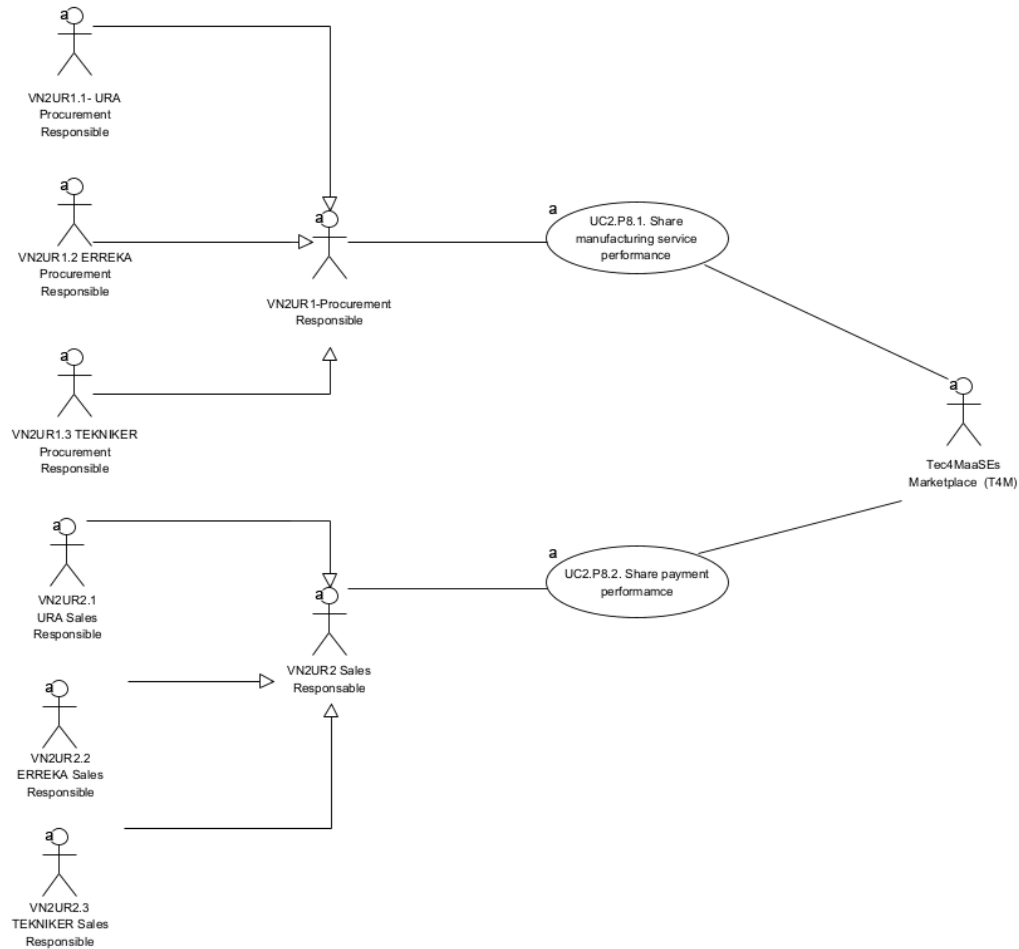 a
VN2UR1.1- URA
Procurement
Responsible
a
VN2UR1.2 ERREKA
Procurement
Responsible
a
VN2UR1-Procurement
Responsible
a
UC2.P8.1. Share
manufacturing service
performance
a
VN2UR1.3 TEKNIKER
Procurement
Responsible
a
Tec4MaaSEs
Marketplace (T4M)
a
VN2UR2.1
URA Sales
Responsible
a
VN2UR2 Sales
Responsable
a
UC2.P8.2. Share payment
performamce
a
VN2UR2.2
ERREKA Sales
Responsible
a
VN2UR2.3
TEKNIKER Sales
Responsible